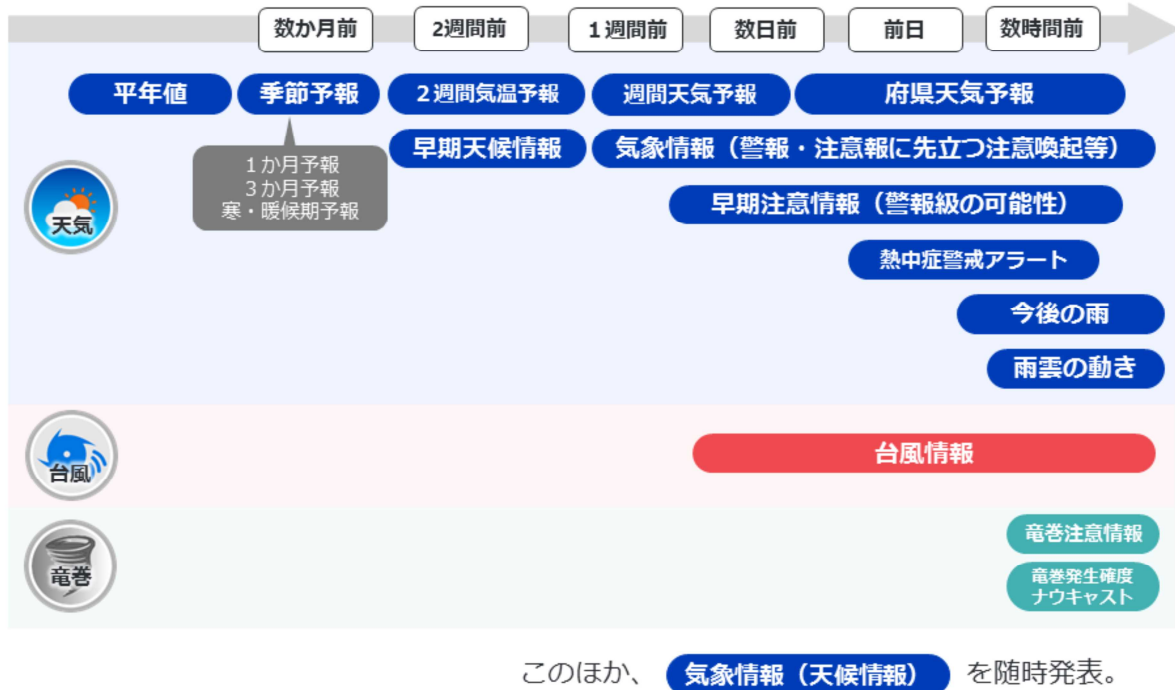 数か月前
2週間前
1週間前
数日前
前日
数時間前
平年値
季節予報
2週間気温予報
週間天気予報
府県天気予報
1か月予報
3か月予報
寒・暖候期予報
早期天候情報
気象情報（警報・注意報に先立つ注意喚起等）
天気
早期注意情報（警報級の可能性）
熱中症警戒アラート
今後の雨
雨雲の動き
台風
台風情報
竜巻
竜巻注意情報
竜巻発生確度
ナウキャスト
このほか、 気象情報（天候情報） を随時発表。